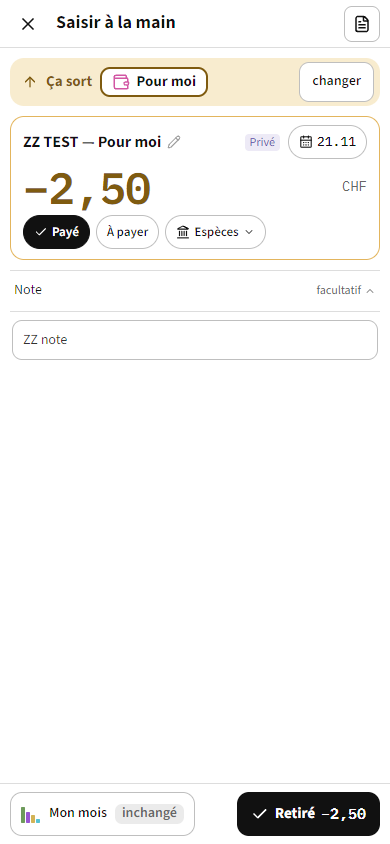 Saisir à la main
Ça sort Pour moi changer
ZZ TEST — Pour moi Privé 21.11
−2,50 CHF
Payé À payer Espèces
Note facultatif
ZZ note
Mon mois inchangé Retiré −2,50